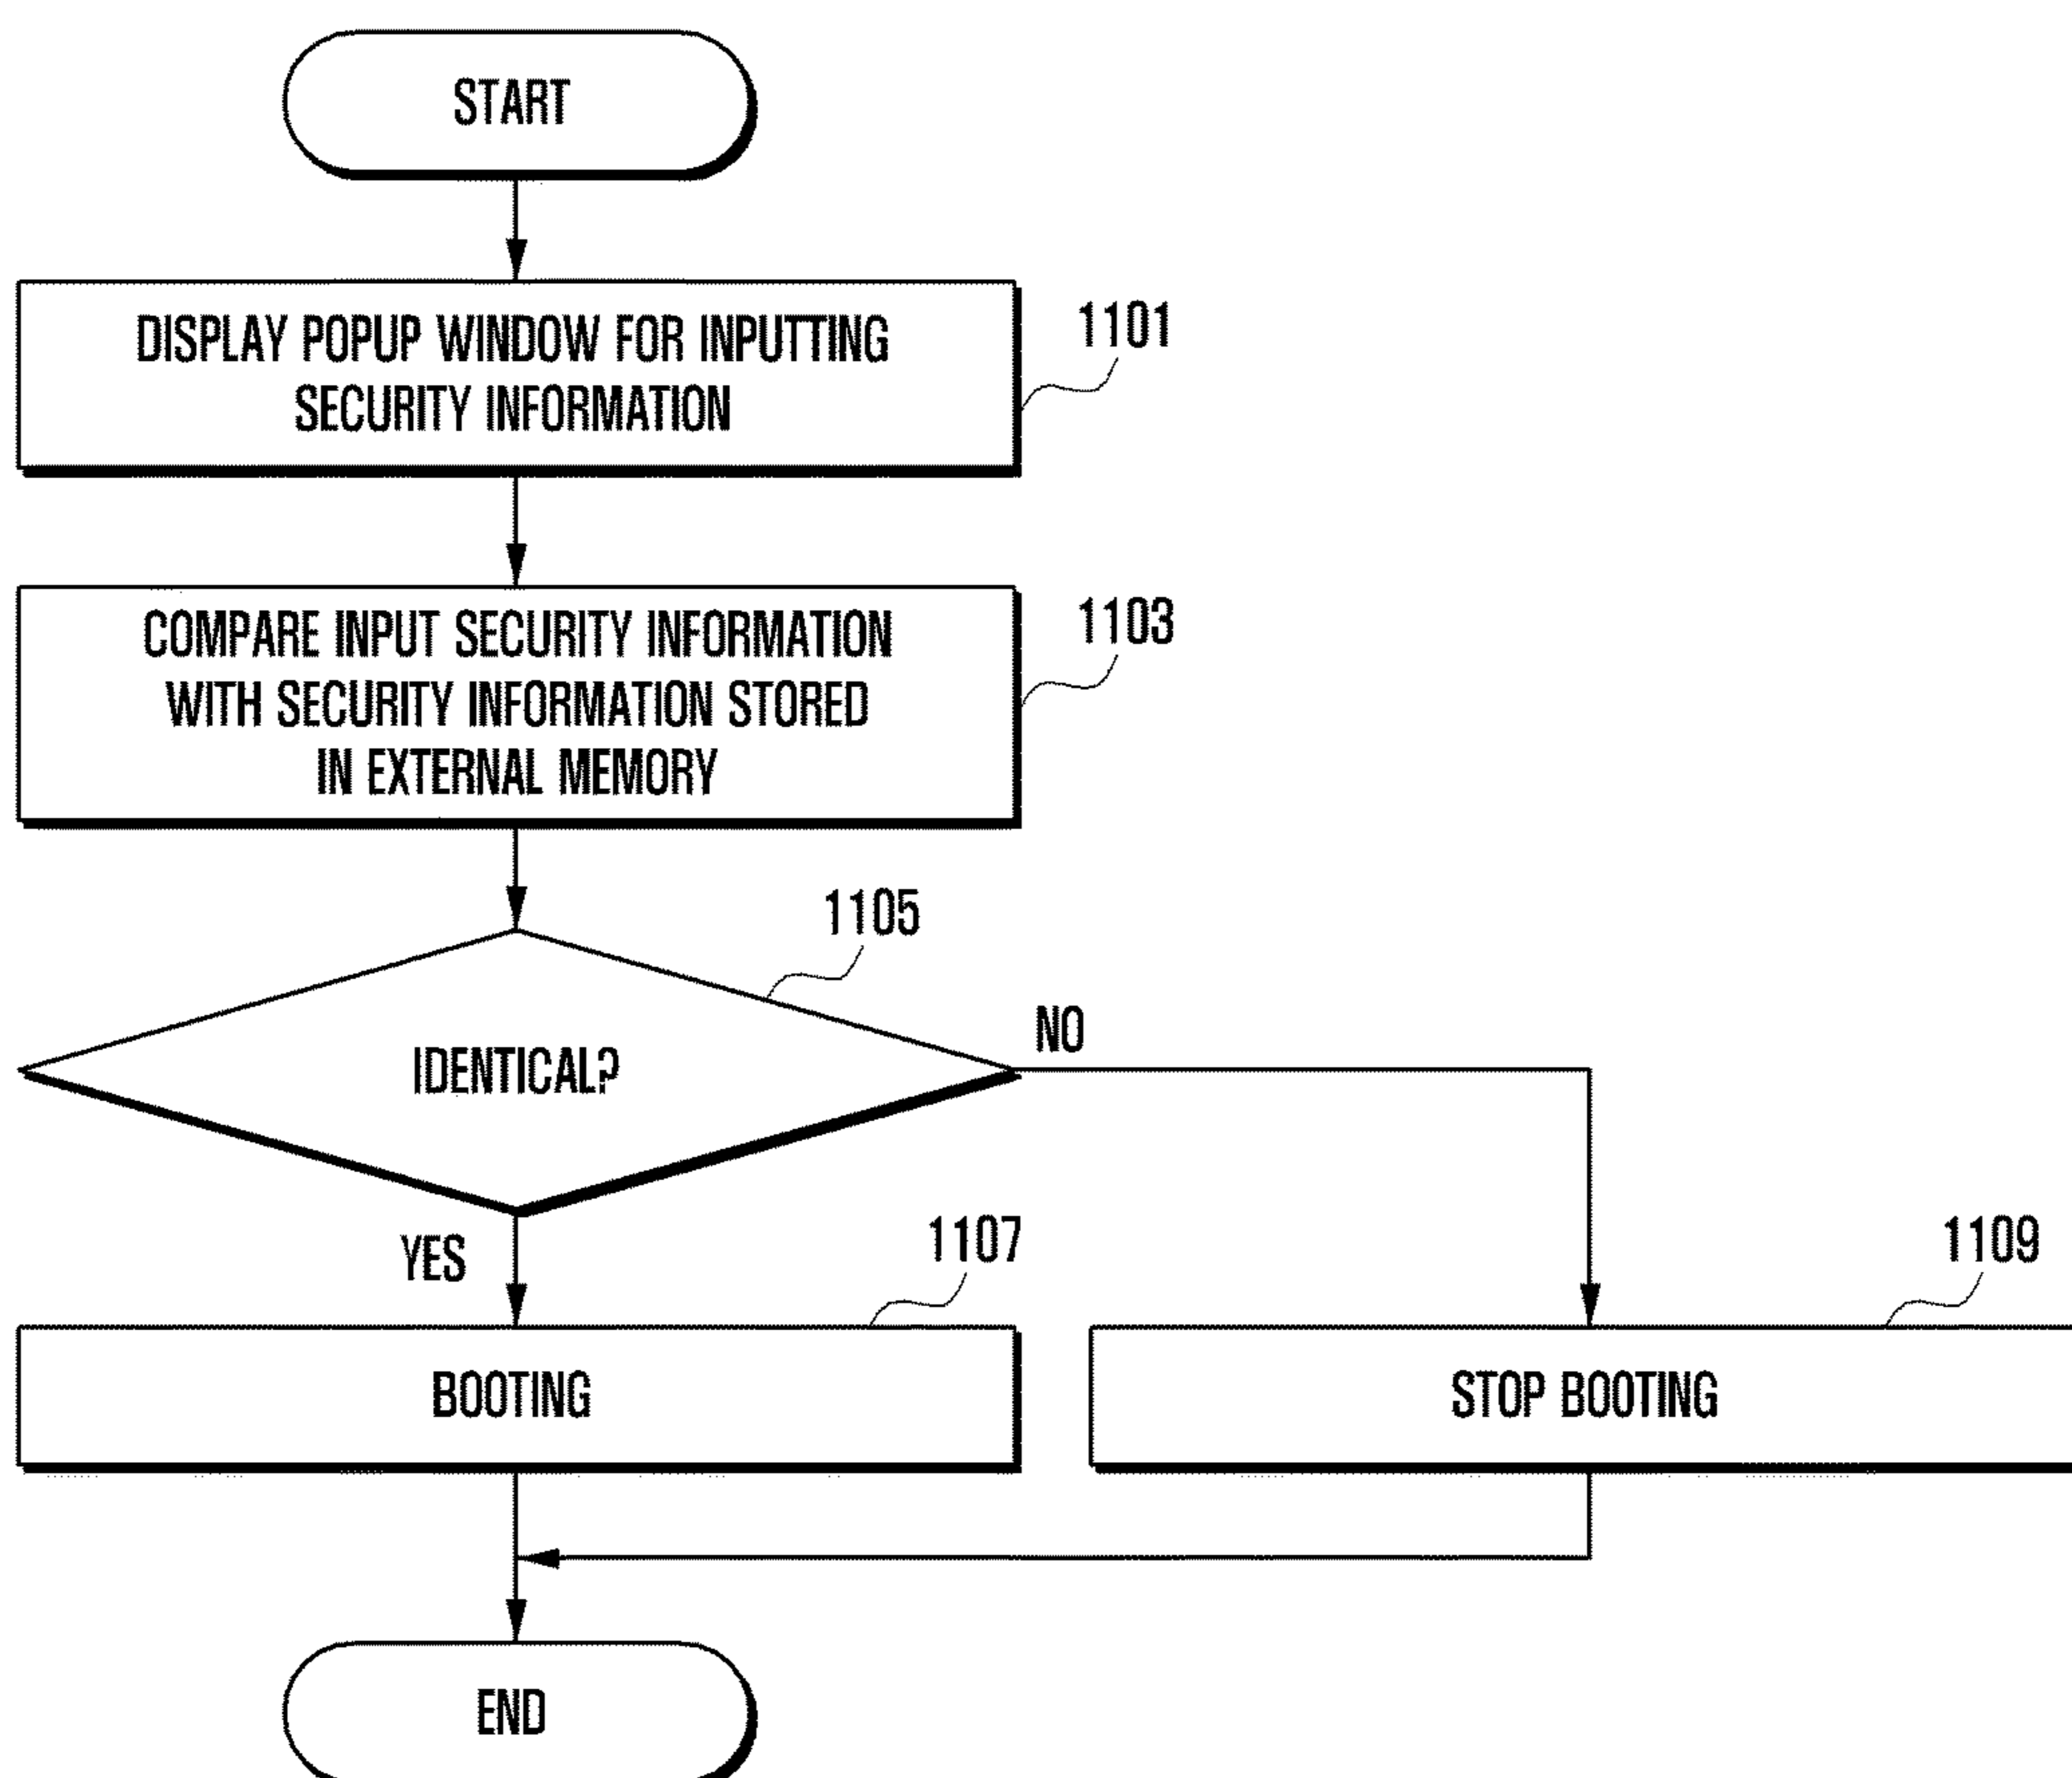 START
DISPLAY POPUP WINDOW FOR INPUTTING
SECURITY INFORMATION
1101
COMPARE INPUT SECURITY INFORMATION
WITH SECURITY INFORMATION STORED
IN EXTERNAL MEMORY
1103
1105
IDENTICAL?
NO
YES
1107
1109
BOOTING
STOP BOOTING
END